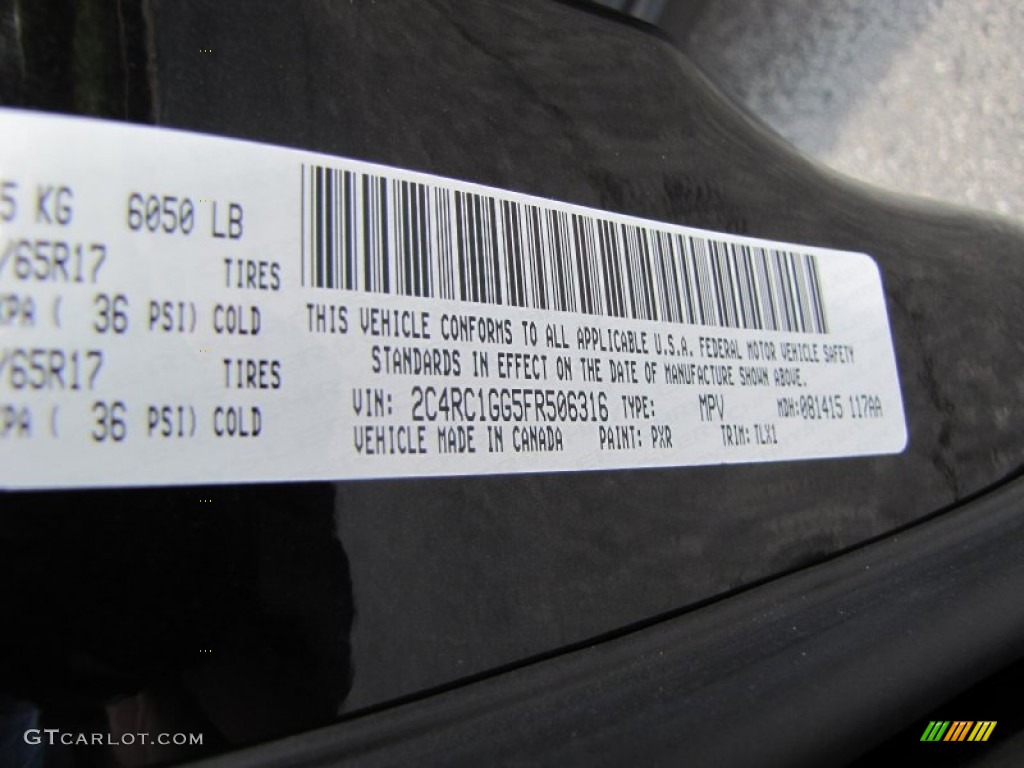 5 KG 6050 LB
/65R17 TIRES
KPA ( 36 PSI) COLD
/65R17 TIRES
KPA ( 36 PSI) COLD
THIS VEHICLE CONFORMS TO ALL APPLICABLE U.S.A. FEDERAL MOTOR VEHICLE SAFETY
STANDARDS IN EFFECT ON THE DATE OF MANUFACTURE SHOWN ABOVE.
VIN: 2C4RC1GG5FR506316 TYPE: MPV MDH:081415 117AA
VEHICLE MADE IN CANADA PAINT: PXR TRIM: TLX1
GTCARLOT.COM